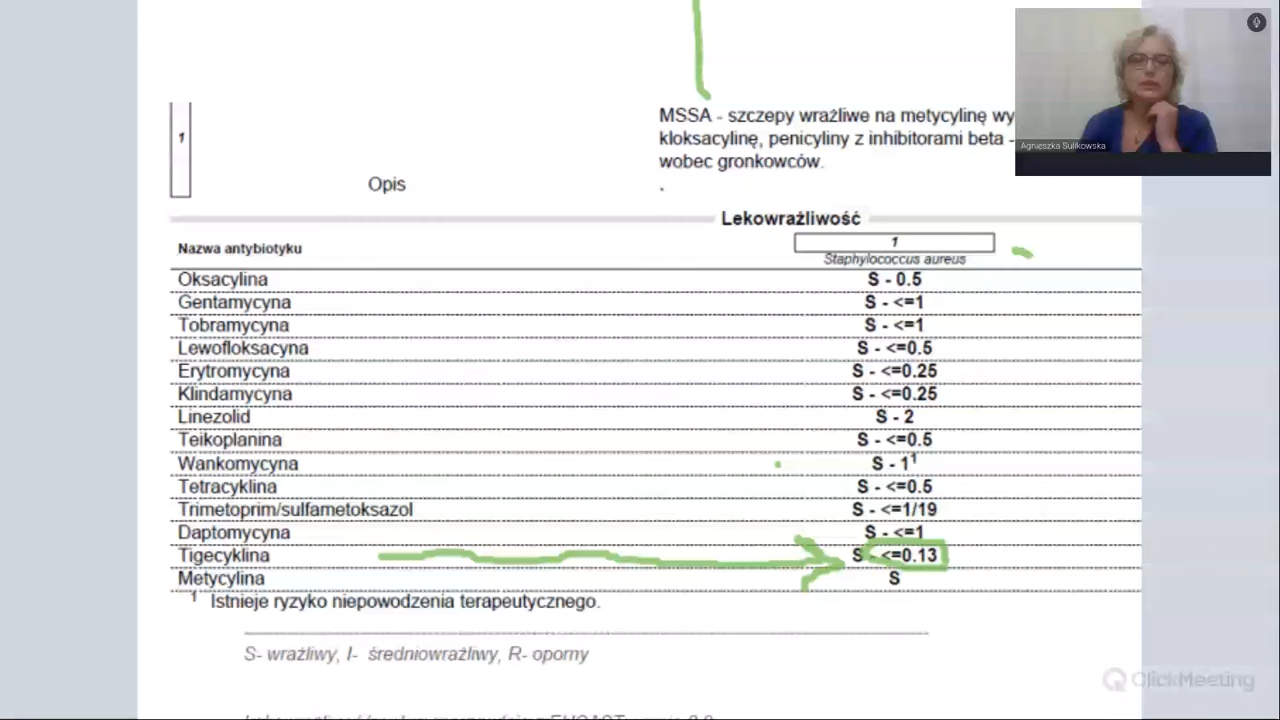 MSSA - szczepy wrażliwe na metycylinę wy
kloksacylinę, penicyliny z inhibitorami beta -
wobec gronkowców.
.
1
Opis
Agnieszka Sulikowska
Lekowrażliwość
Nazwa antybiotyku
1
Staphylococcus aureus
Oksacylina S - 0.5
Gentamycyna S - <=1
Tobramycyna S - <=1
Lewofloksacyna S - <=0.5
Erytromycyna S - <=0.25
Klindamycyna S - <=0.25
Linezolid S - 2
Teikoplanina S - <=0.5
Wankomycyna S - 1¹
Tetracyklina S - <=0.5
Trimetoprim/sulfametoksazol S - <=1/19
Daptomycyna S - <=1
Tigecyklina S - <=0.13
Metycylina S
¹ Istnieje ryzyko niepowodzenia terapeutycznego.
S- wrażliwy, I- średniowrażliwy, R- oporny
ClickMeeting